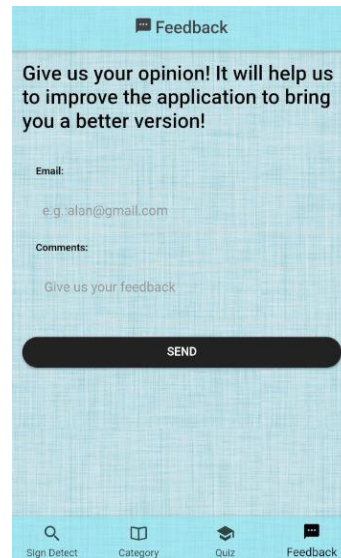 Feedback
Give us your opinion! It will help us
to improve the application to bring
you a better version!
Email:
e.g.:alan@gmail.com
Comments:
Give us your feedback
SEND
Sign Detect Category Quiz Feedback